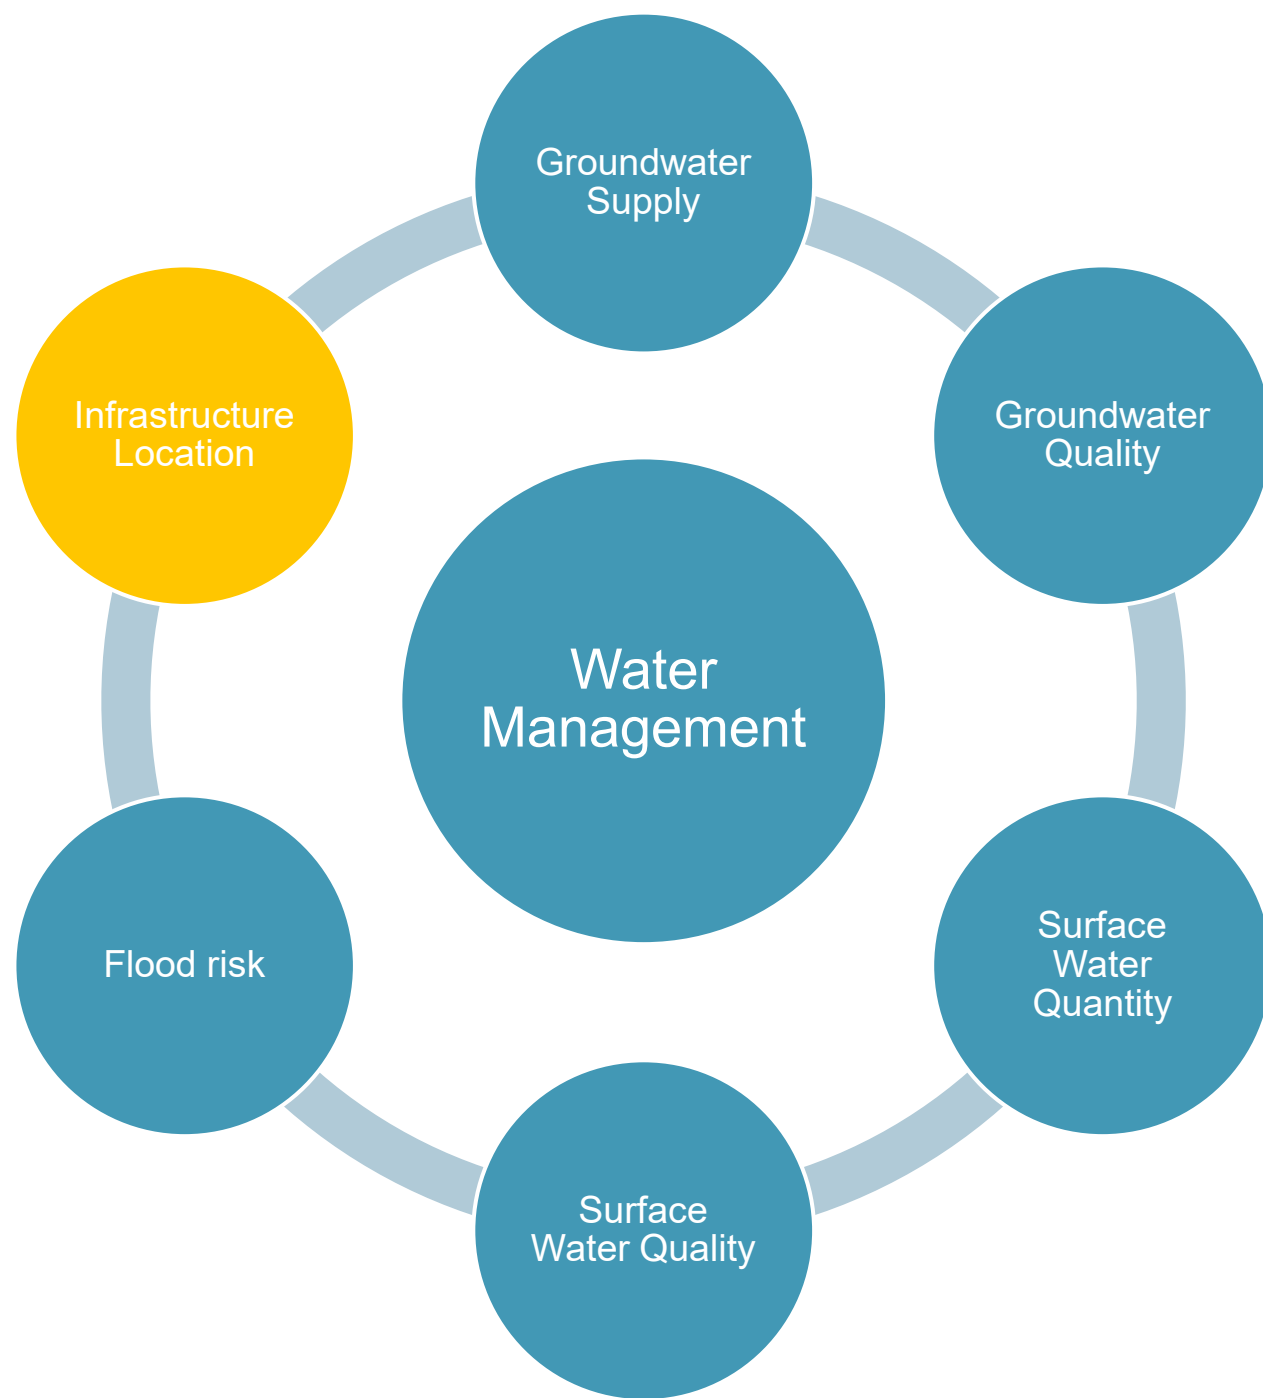 Groundwater
Supply
Infrastructure
Location
Groundwater
Quality
Water
Management
Flood risk
Surface
Water
Quantity
Surface
Water Quality